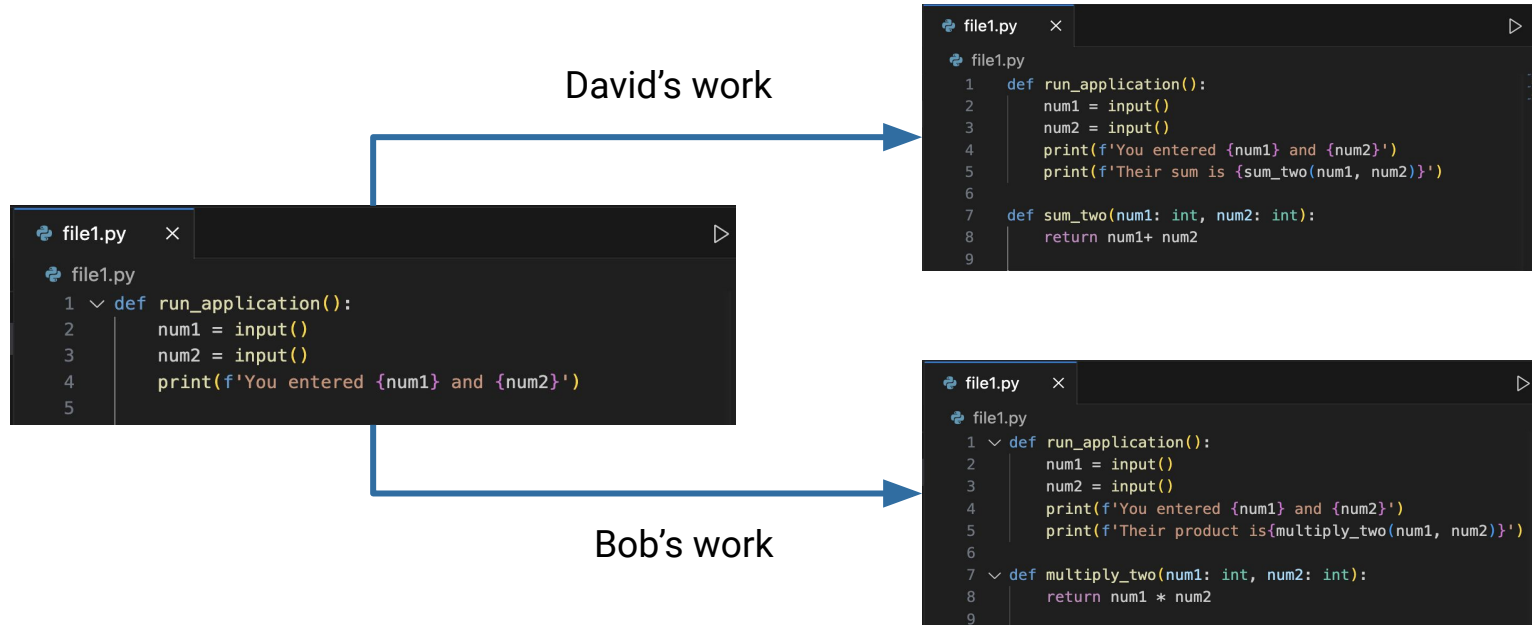 David's work
file1.py
file1.py
1 def run_application():
2     num1 = input()
3     num2 = input()
4     print(f'You entered {num1} and {num2}')
5     print(f'Their sum is {sum_two(num1, num2)}')
6
7 def sum_two(num1: int, num2: int):
8     return num1+ num2
9
file1.py
file1.py
1 def run_application():
2     num1 = input()
3     num2 = input()
4     print(f'You entered {num1} and {num2}')
5
Bob's work
file1.py
file1.py
1 def run_application():
2     num1 = input()
3     num2 = input()
4     print(f'You entered {num1} and {num2}')
5     print(f'Their product is{multiply_two(num1, num2)}')
6
7 def multiply_two(num1: int, num2: int):
8     return num1 * num2
9